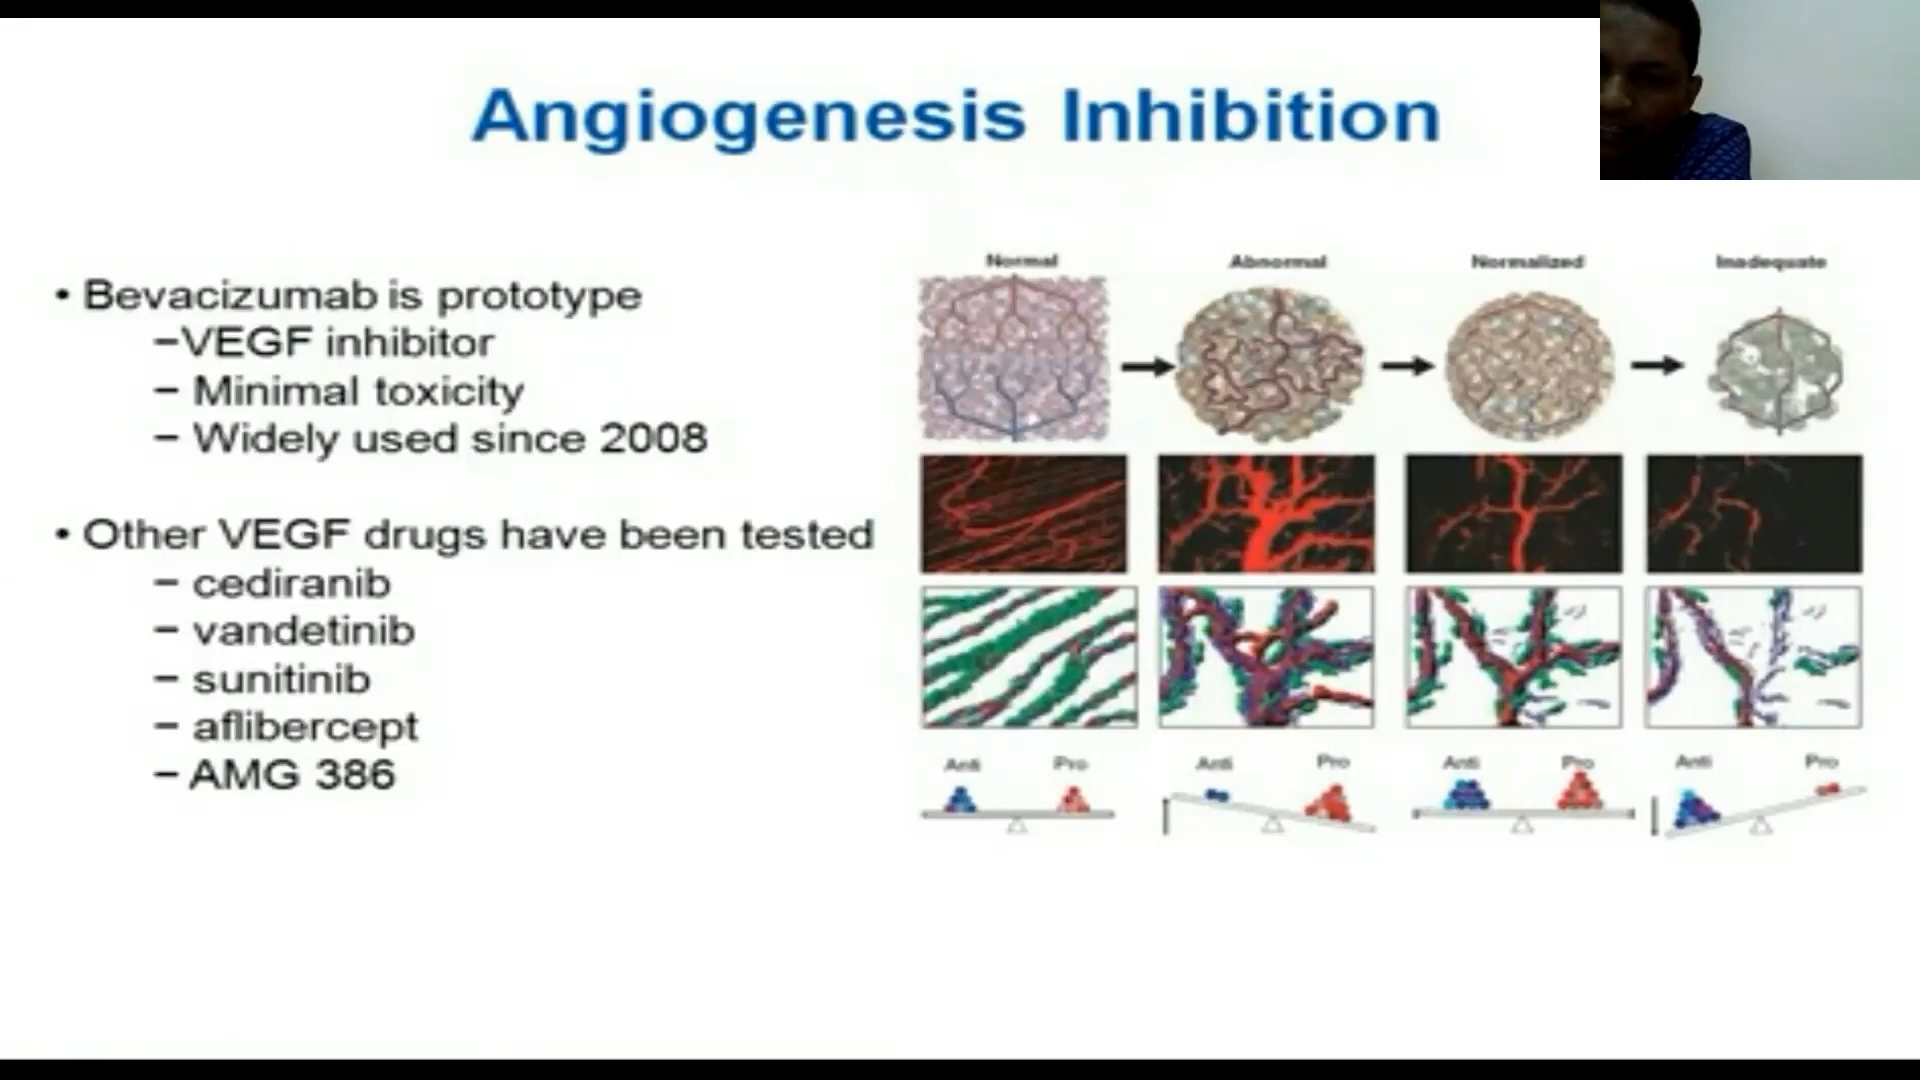 Angiogenesis Inhibition
• Bevacizumab is prototype
–VEGF inhibitor
– Minimal toxicity
– Widely used since 2008
• Other VEGF drugs have been tested
– cediranib
– vandetinib
– sunitinib
– aflibercept
– AMG 386
Normal Abnormal Normalized Inadequate
Anti Pro Anti Pro Anti Pro Anti Pro